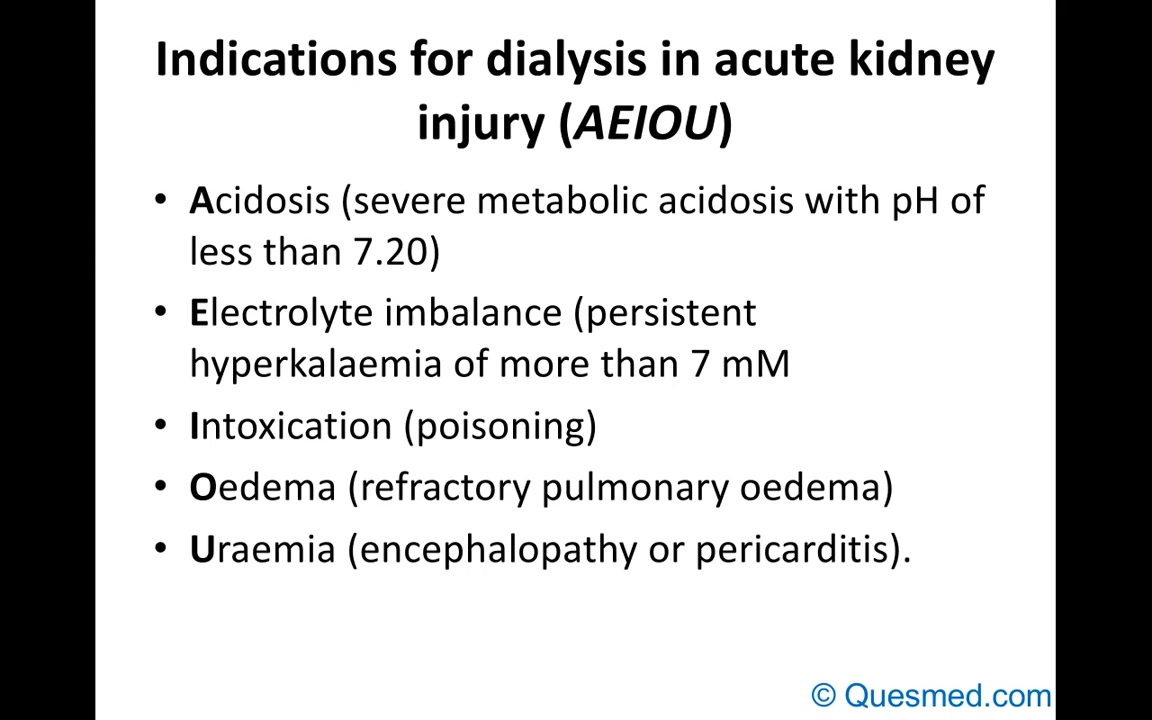 Indications for dialysis in acute kidney
injury (AEIOU)
• Acidosis (severe metabolic acidosis with pH of
less than 7.20)
• Electrolyte imbalance (persistent
hyperkalaemia of more than 7 mM
• Intoxication (poisoning)
• Oedema (refractory pulmonary oedema)
• Uraemia (encephalopathy or pericarditis).
© Quesmed.com